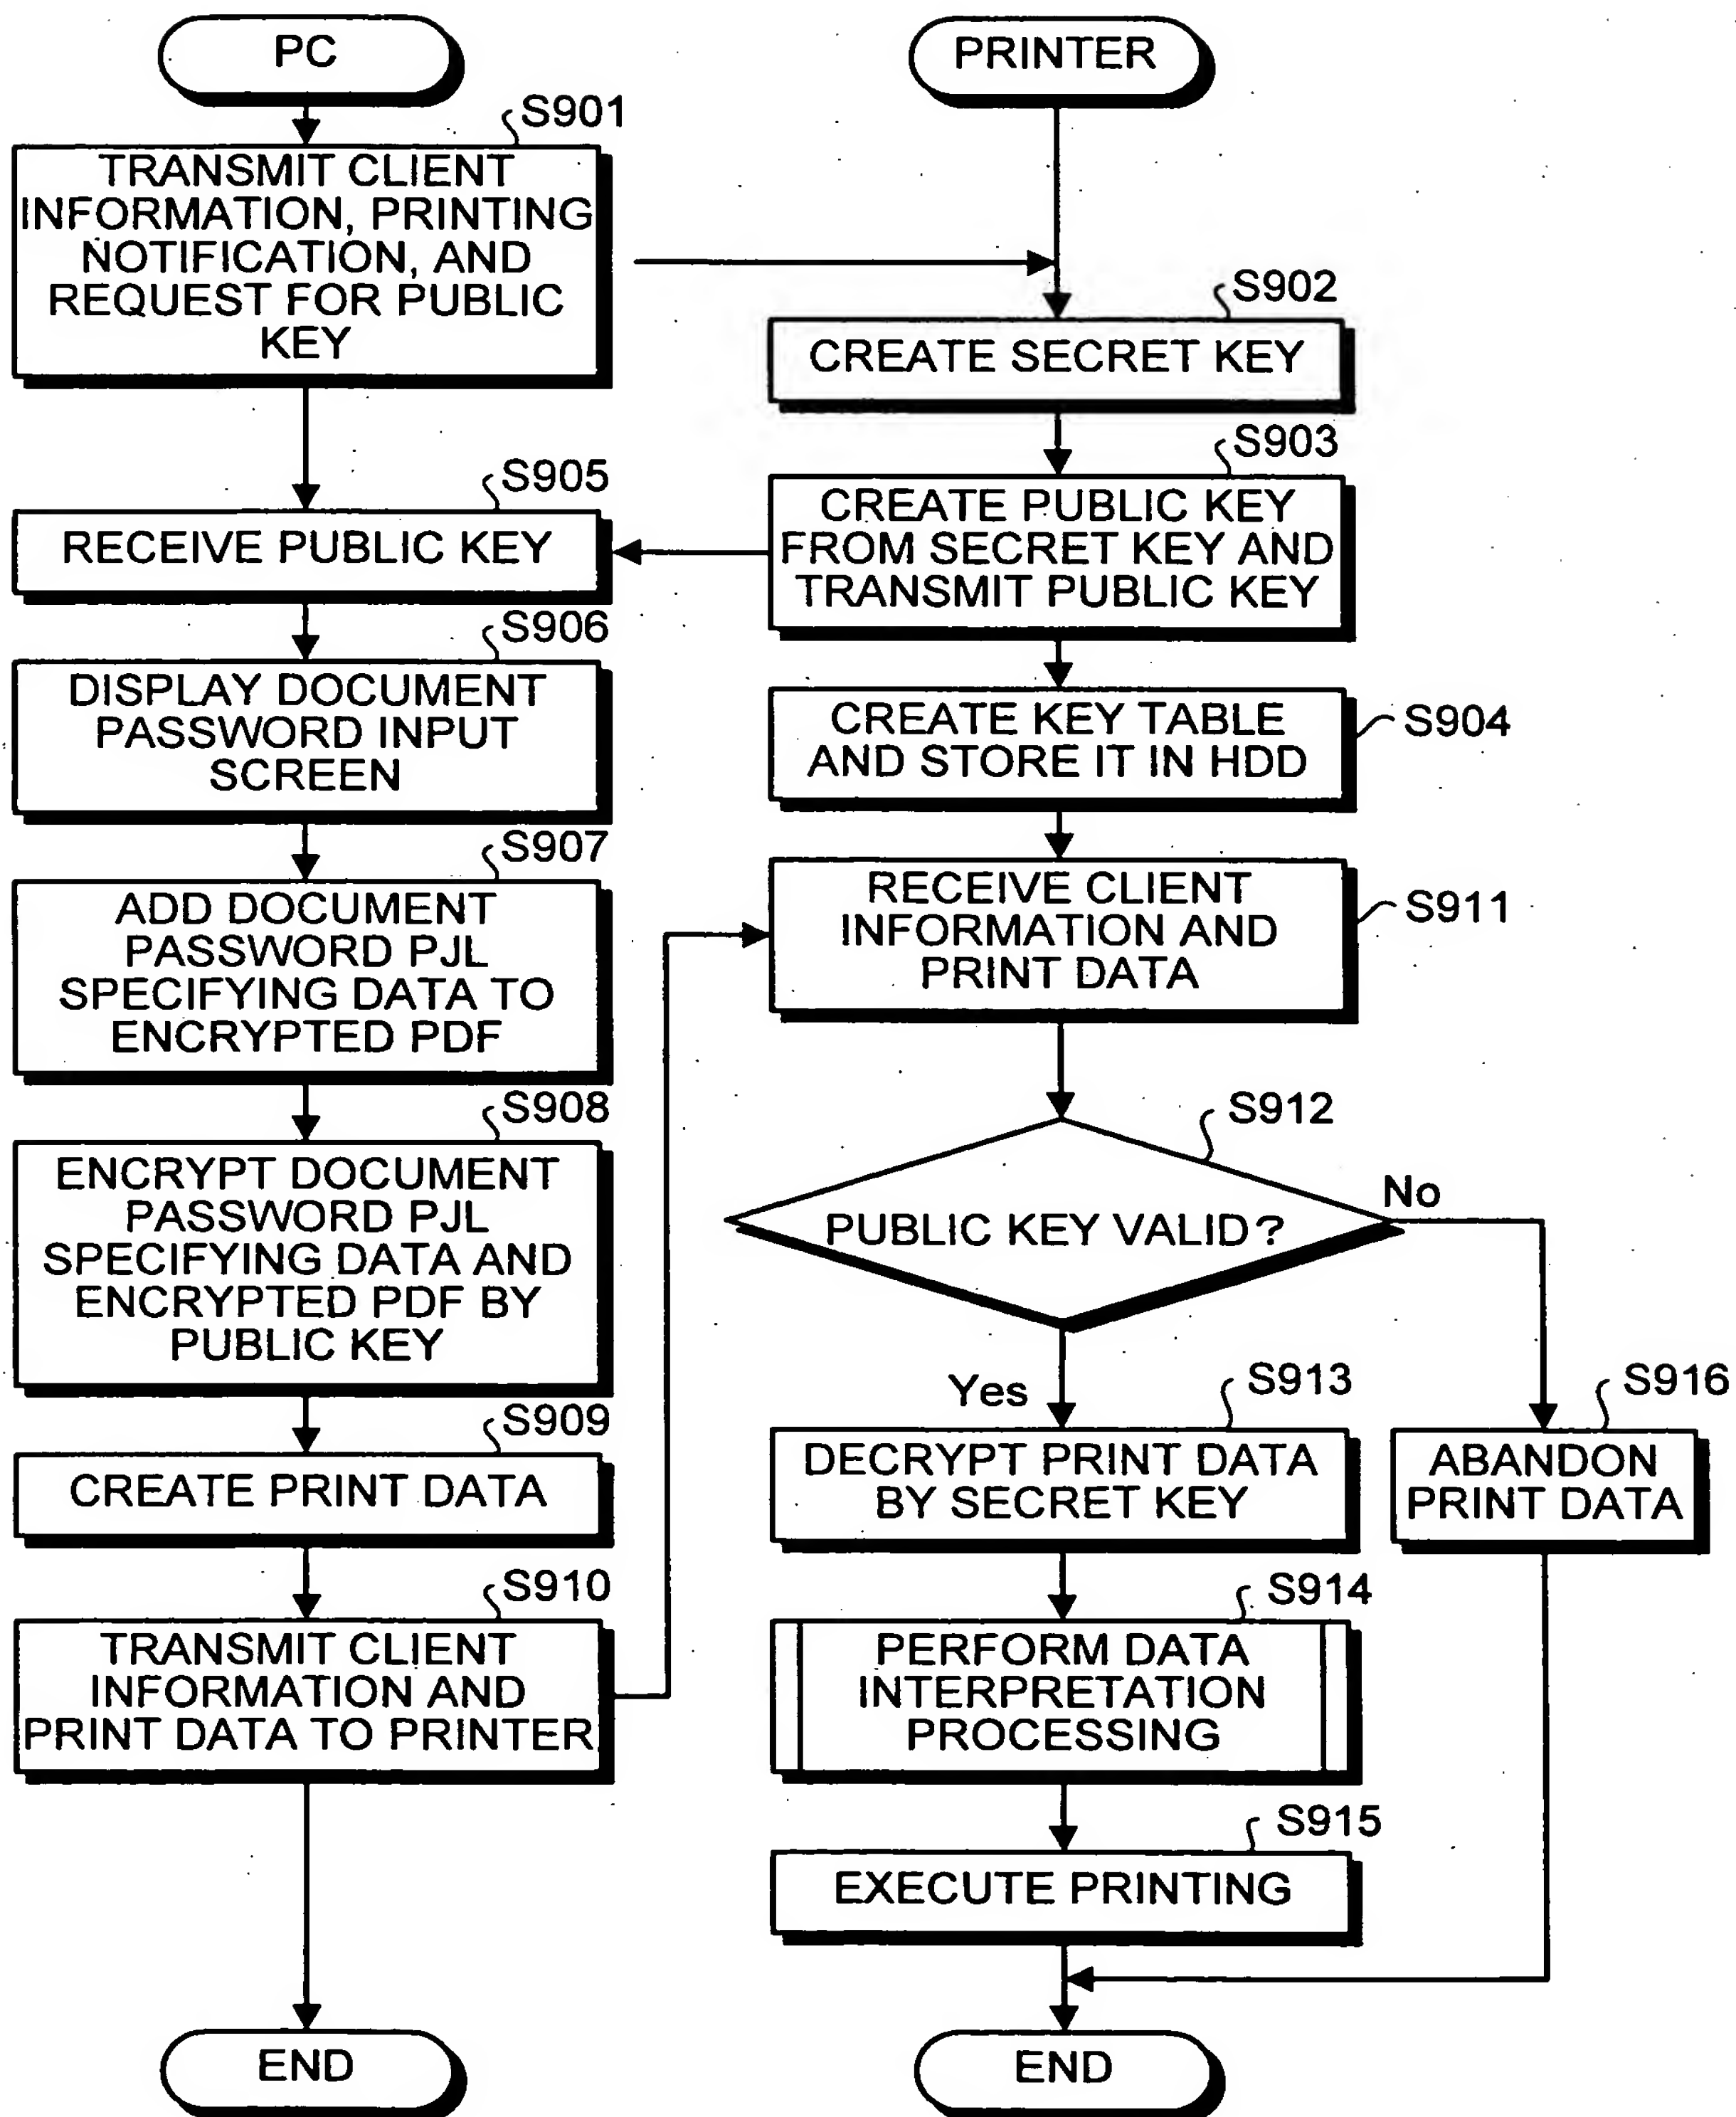 PC
S901
TRANSMIT CLIENT
INFORMATION, PRINTING
NOTIFICATION, AND
REQUEST FOR PUBLIC
KEY
S905
RECEIVE PUBLIC KEY
S906
DISPLAY DOCUMENT
PASSWORD INPUT
SCREEN
S907
ADD DOCUMENT
PASSWORD PJL
SPECIFYING DATA TO
ENCRYPTED PDF
S908
ENCRYPT DOCUMENT
PASSWORD PJL
SPECIFYING DATA AND
ENCRYPTED PDF BY
PUBLIC KEY
S909
CREATE PRINT DATA
S910
TRANSMIT CLIENT
INFORMATION AND
PRINT DATA TO PRINTER
END
PRINTER
S902
CREATE SECRET KEY
S903
CREATE PUBLIC KEY
FROM SECRET KEY AND
TRANSMIT PUBLIC KEY
S904
CREATE KEY TABLE
AND STORE IT IN HDD
S911
RECEIVE CLIENT
INFORMATION AND
PRINT DATA
S912
PUBLIC KEY VALID?
No
Yes
S913
DECRYPT PRINT DATA
BY SECRET KEY
S916
ABANDON
PRINT DATA
S914
PERFORM DATA
INTERPRETATION
PROCESSING
S915
EXECUTE PRINTING
END